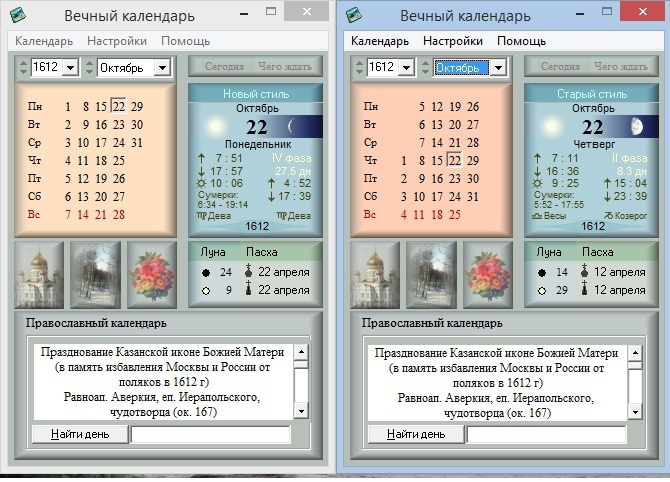 Вечный календарь
Календарь Настройки Помощь
1612 Октябрь
Сегодня Чего ждать
Пн 1 8 15 22 29
Вт 2 9 16 23 30
Ср 3 10 17 24 31
Чт 4 11 18 25
Пт 5 12 19 26
Сб 6 13 20 27
Вс 7 14 21 28
Новый стиль
Октябрь
22
Понедельник
7 : 51 IV фаза
17 : 57 27.5 дн
10 : 06 4 : 52
Сумерки: 17 : 39
6:34 - 19:14
Дева Дева
1612
Луна Пасха
24 22 апреля
9 22 апреля
Православный календарь
Празднование Казанской иконе Божией Матери
(в память избавления Москвы и России от
поляков в 1612 г)
Равноап. Аверкия, еп. Иерапольского,
чудотворца (ок. 167)
Найти день
Вечный календарь
Календарь Настройки Помощь
1612 Октябрь
Сегодня Чего ждать
Пн 5 12 19 26
Вт 6 13 20 27
Ср 7 14 21 28
Чт 1 8 15 22 29
Пт 2 9 16 23 30
Сб 3 10 17 24 31
Вс 4 11 18 25
Старый стиль
Октябрь
22
Четверг
7 : 11 II фаза
16 : 36 8.3 дн
9 : 25 15 : 04
Сумерки: 23 : 39
5:52 - 17:55
Весы Козерог
1612
Луна Пасха
14 12 апреля
29 12 апреля
Православный календарь
Празднование Казанской иконе Божией Матери
(в память избавления Москвы и России от
поляков в 1612 г)
Равноап. Аверкия, еп. Иерапольского,
чудотворца (ок. 167)
Найти день